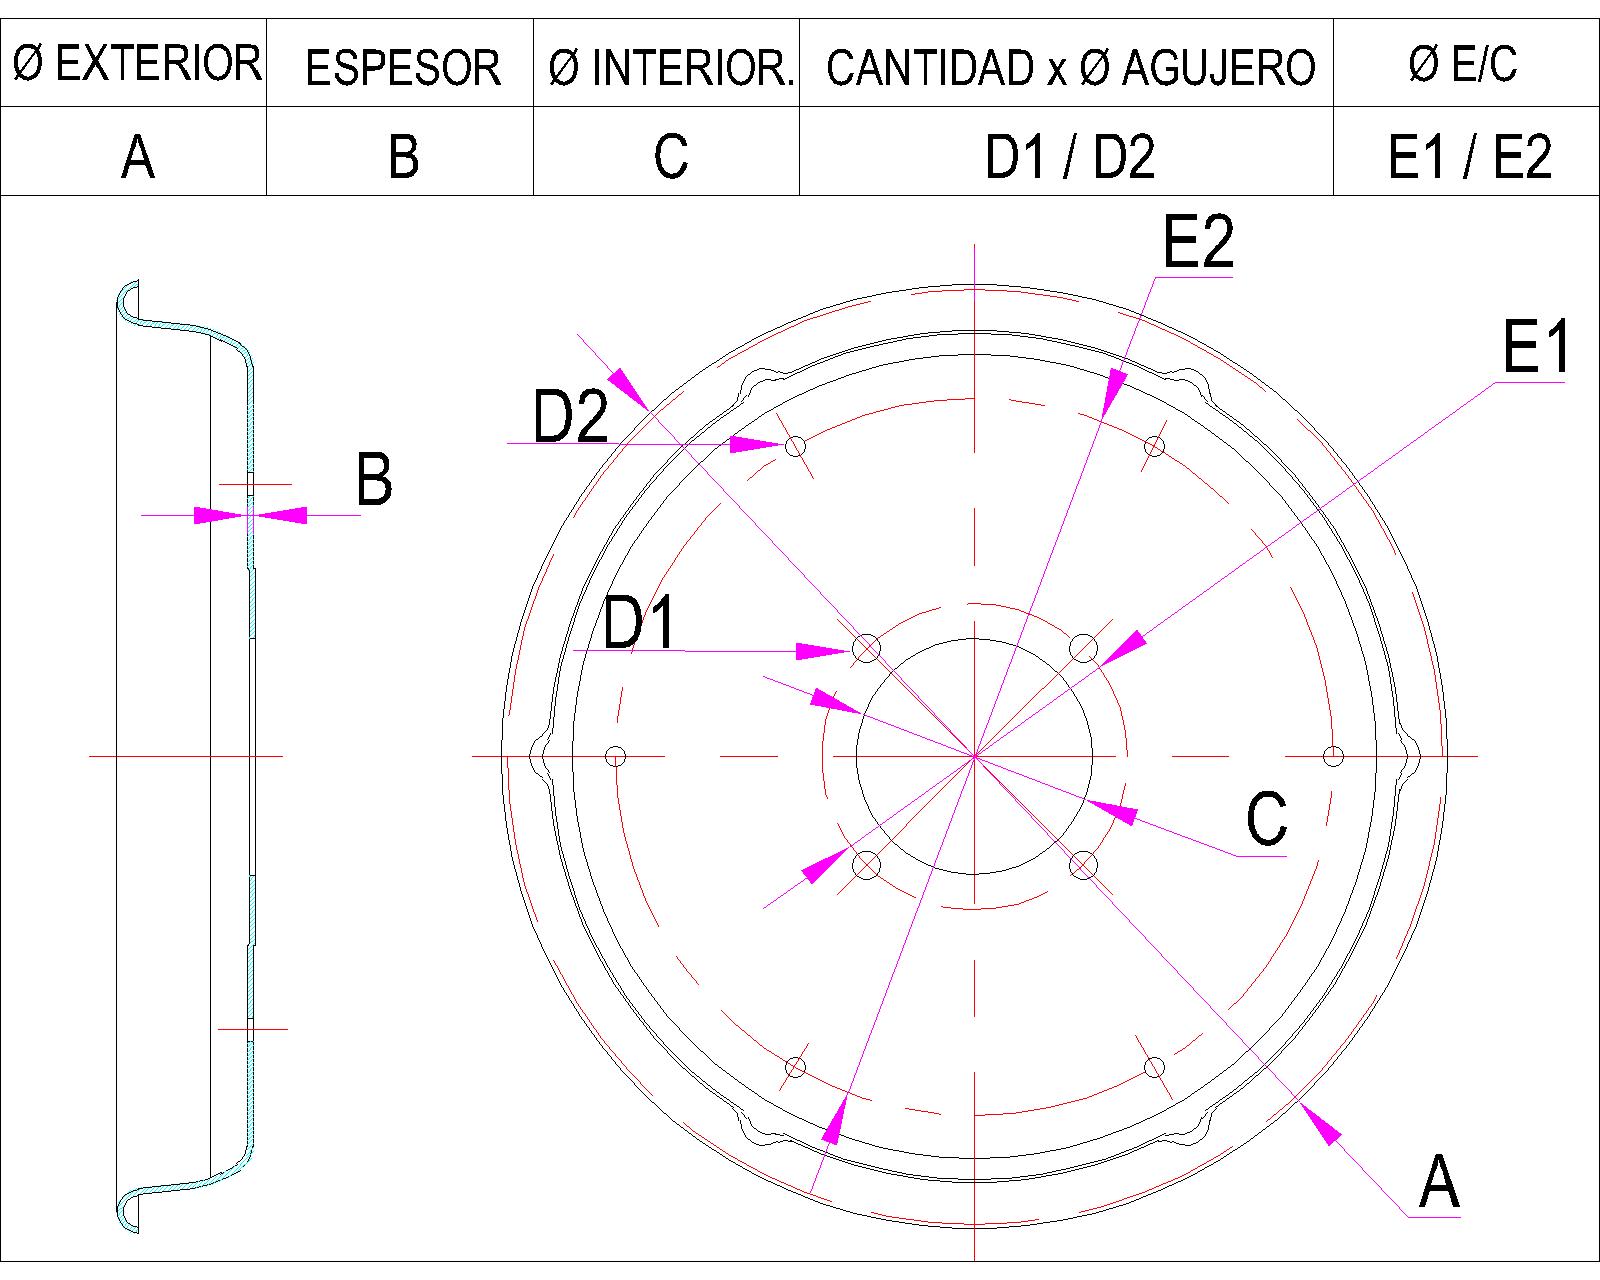 Ø EXTERIOR ESPESOR Ø INTERIOR. CANTIDAD x Ø AGUJERO Ø E/C
A B C D1 / D2 E1 / E2
E2
E1
D2
B
D1
C
A